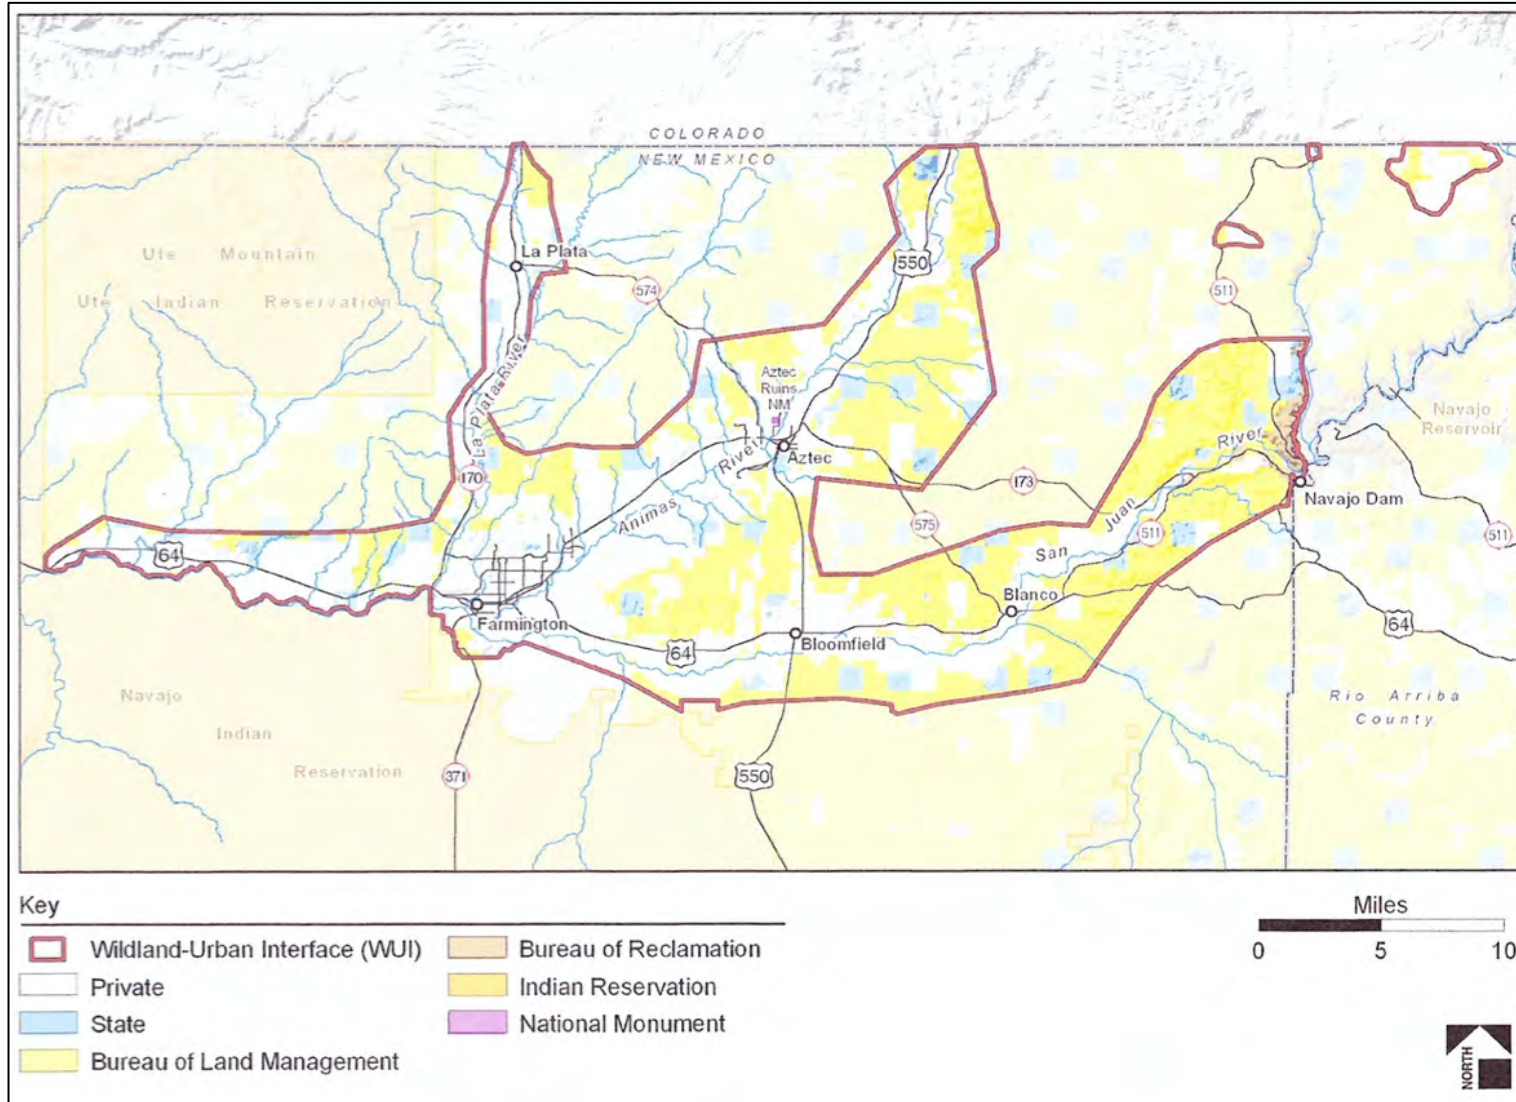 COLORADO
NEW MEXICO
Ute Mountain
Ute Indian Reservation
La Plata
550
574
511
La Plata River
Aztec
Ruins
NM
Navajo
Reservoir
Aztec
River
Animas
170
173
River
Juan
San
Navajo Dam
575
511
511
64
Blanco
Farmington
64
Bloomfield
64
Navajo
Indian
Reservation
Rio Arriba
County
371
550
Key
Wildland-Urban Interface (WUI)
Private
State
Bureau of Land Management
Bureau of Reclamation
Indian Reservation
National Monument
Miles
0 5 10
NORTH